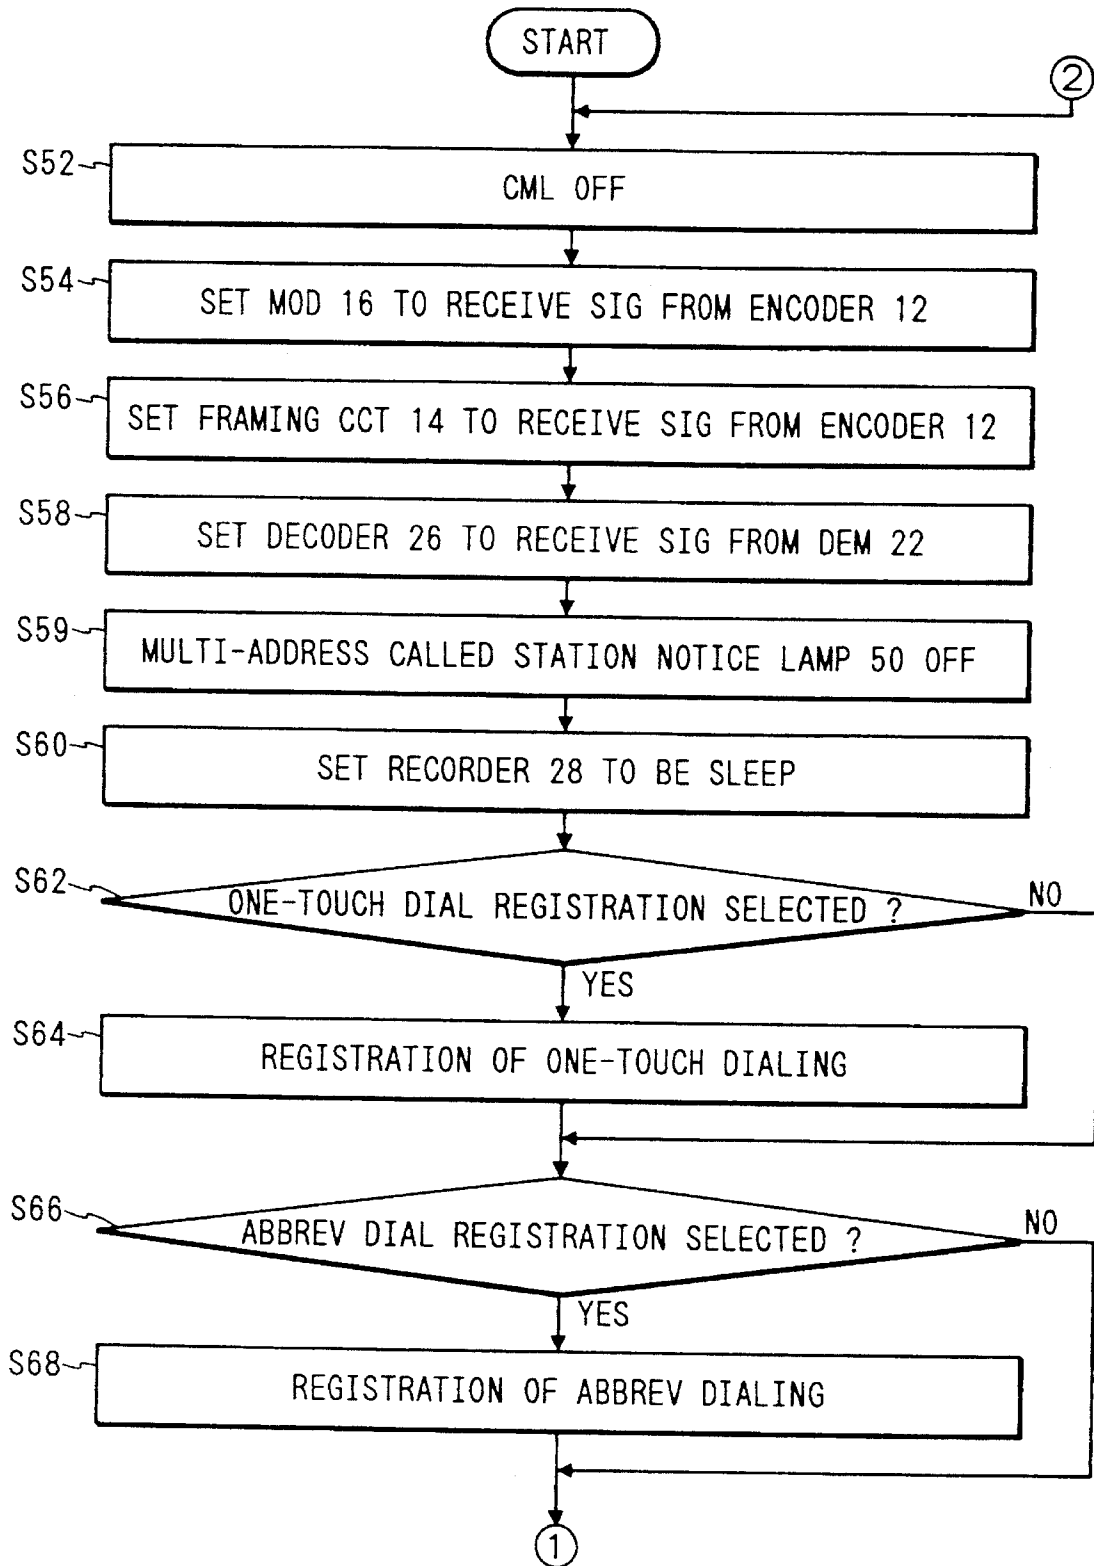 START
2
S52
CML OFF
S54
SET MOD 16 TO RECEIVE SIG FROM ENCODER 12
S56
SET FRAMING CCT 14 TO RECEIVE SIG FROM ENCODER 12
S58
SET DECODER 26 TO RECEIVE SIG FROM DEM 22
S59
MULTI-ADDRESS CALLED STATION NOTICE LAMP 50 OFF
S60
SET RECORDER 28 TO BE SLEEP
S62
ONE-TOUCH DIAL REGISTRATION SELECTED ?
NO
YES
S64
REGISTRATION OF ONE-TOUCH DIALING
S66
ABBREV DIAL REGISTRATION SELECTED ?
NO
YES
S68
REGISTRATION OF ABBREV DIALING
1